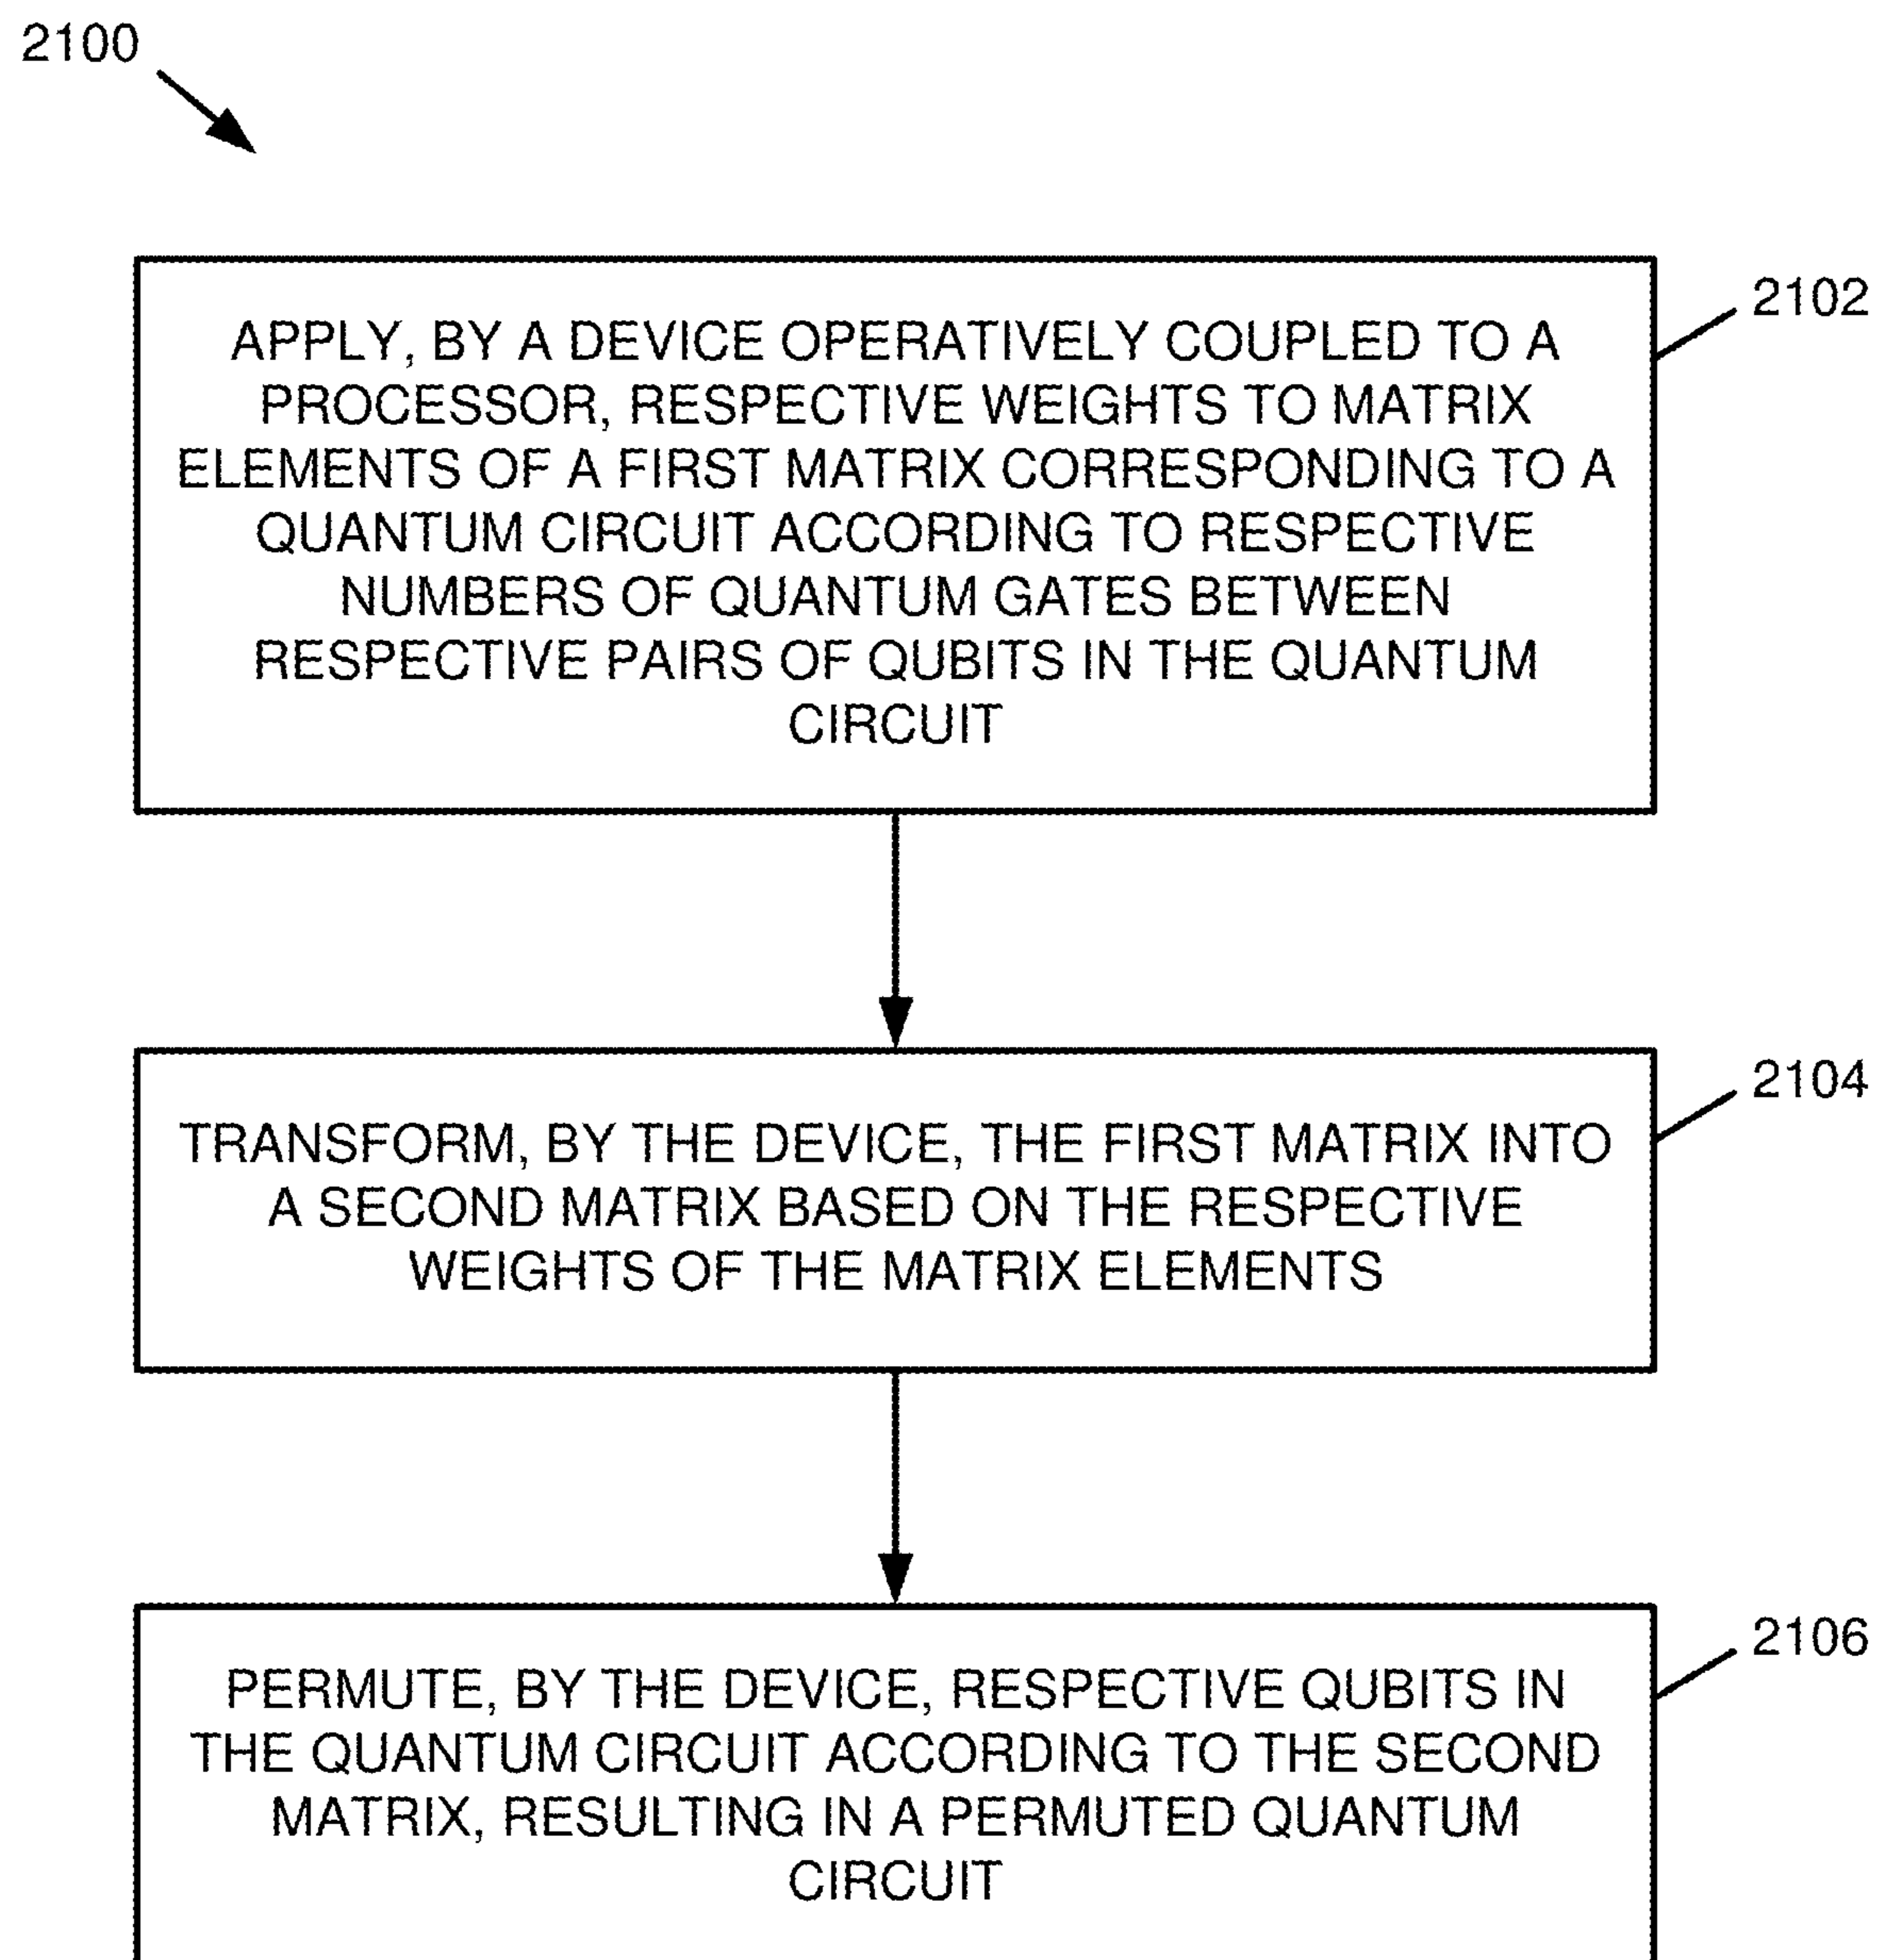 2100
2102
APPLY, BY A DEVICE OPERATIVELY COUPLED TO A
PROCESSOR, RESPECTIVE WEIGHTS TO MATRIX
ELEMENTS OF A FIRST MATRIX CORRESPONDING TO A
QUANTUM CIRCUIT ACCORDING TO RESPECTIVE
NUMBERS OF QUANTUM GATES BETWEEN
RESPECTIVE PAIRS OF QUBITS IN THE QUANTUM
CIRCUIT
2104
TRANSFORM, BY THE DEVICE, THE FIRST MATRIX INTO
A SECOND MATRIX BASED ON THE RESPECTIVE
WEIGHTS OF THE MATRIX ELEMENTS
2106
PERMUTE, BY THE DEVICE, RESPECTIVE QUBITS IN
THE QUANTUM CIRCUIT ACCORDING TO THE SECOND
MATRIX, RESULTING IN A PERMUTED QUANTUM
CIRCUIT